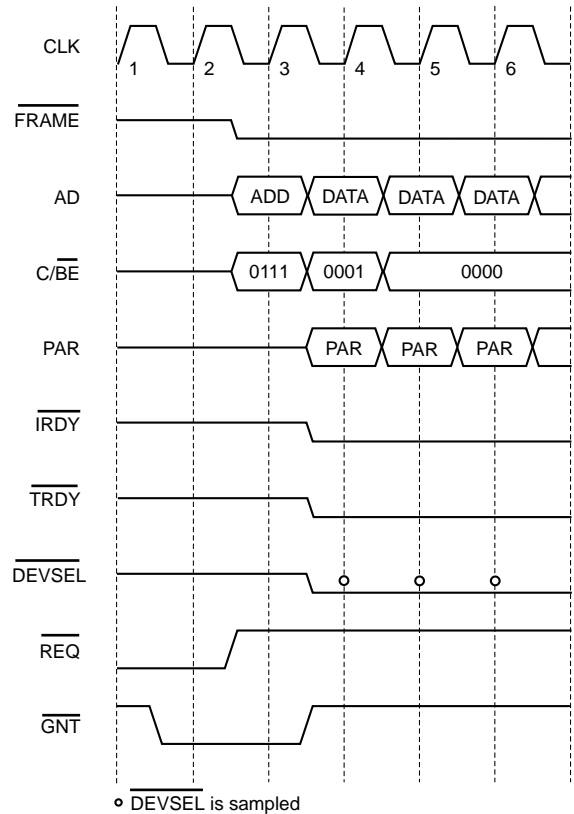 CLK
1 2 3 4 5 6
FRAME
AD
ADD DATA DATA DATA
C/BE
0111 0001 0000
PAR
PAR PAR PAR
IRDY
TRDY
DEVSEL
REQ
GNT
DEVSEL is sampled